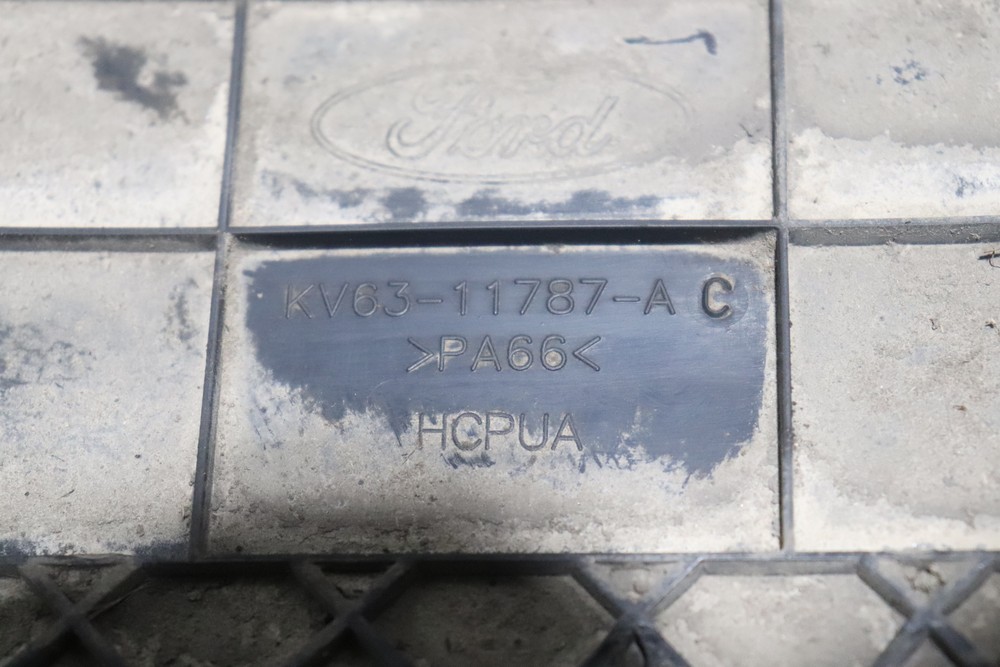 Ford
KV63-11787-A C
>PA66<
HCPUA